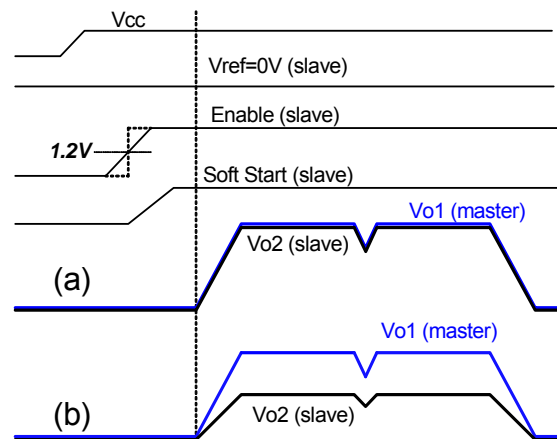 Vcc
Vref=0V (slave)
Enable (slave)
1.2V
Soft Start (slave)
Vo1 (master)
Vo2 (slave)
(a)
Vo1 (master)
(b)
Vo2 (slave)